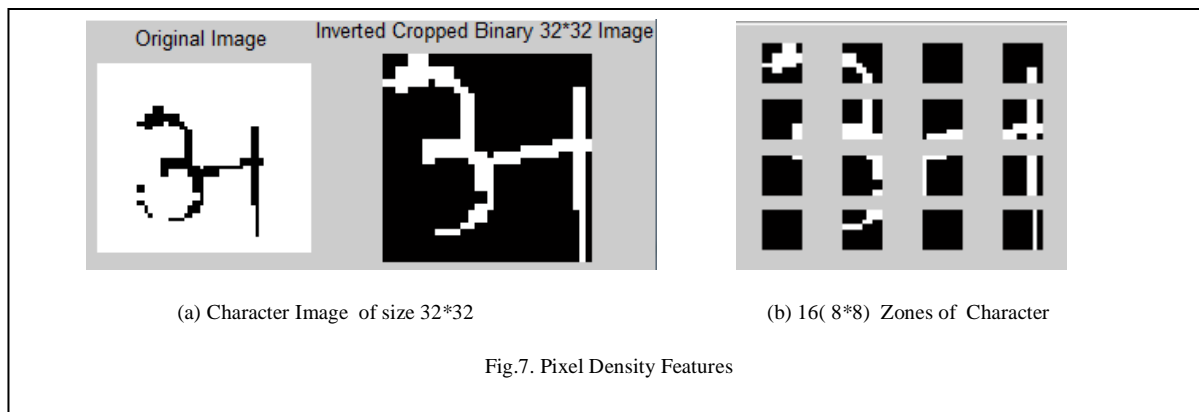 Original Image
Inverted Cropped Binary 32*32 Image
अ
(a) Character Image of size 32*32
(b) 16( 8*8) Zones of Character
Fig.7. Pixel Density Features